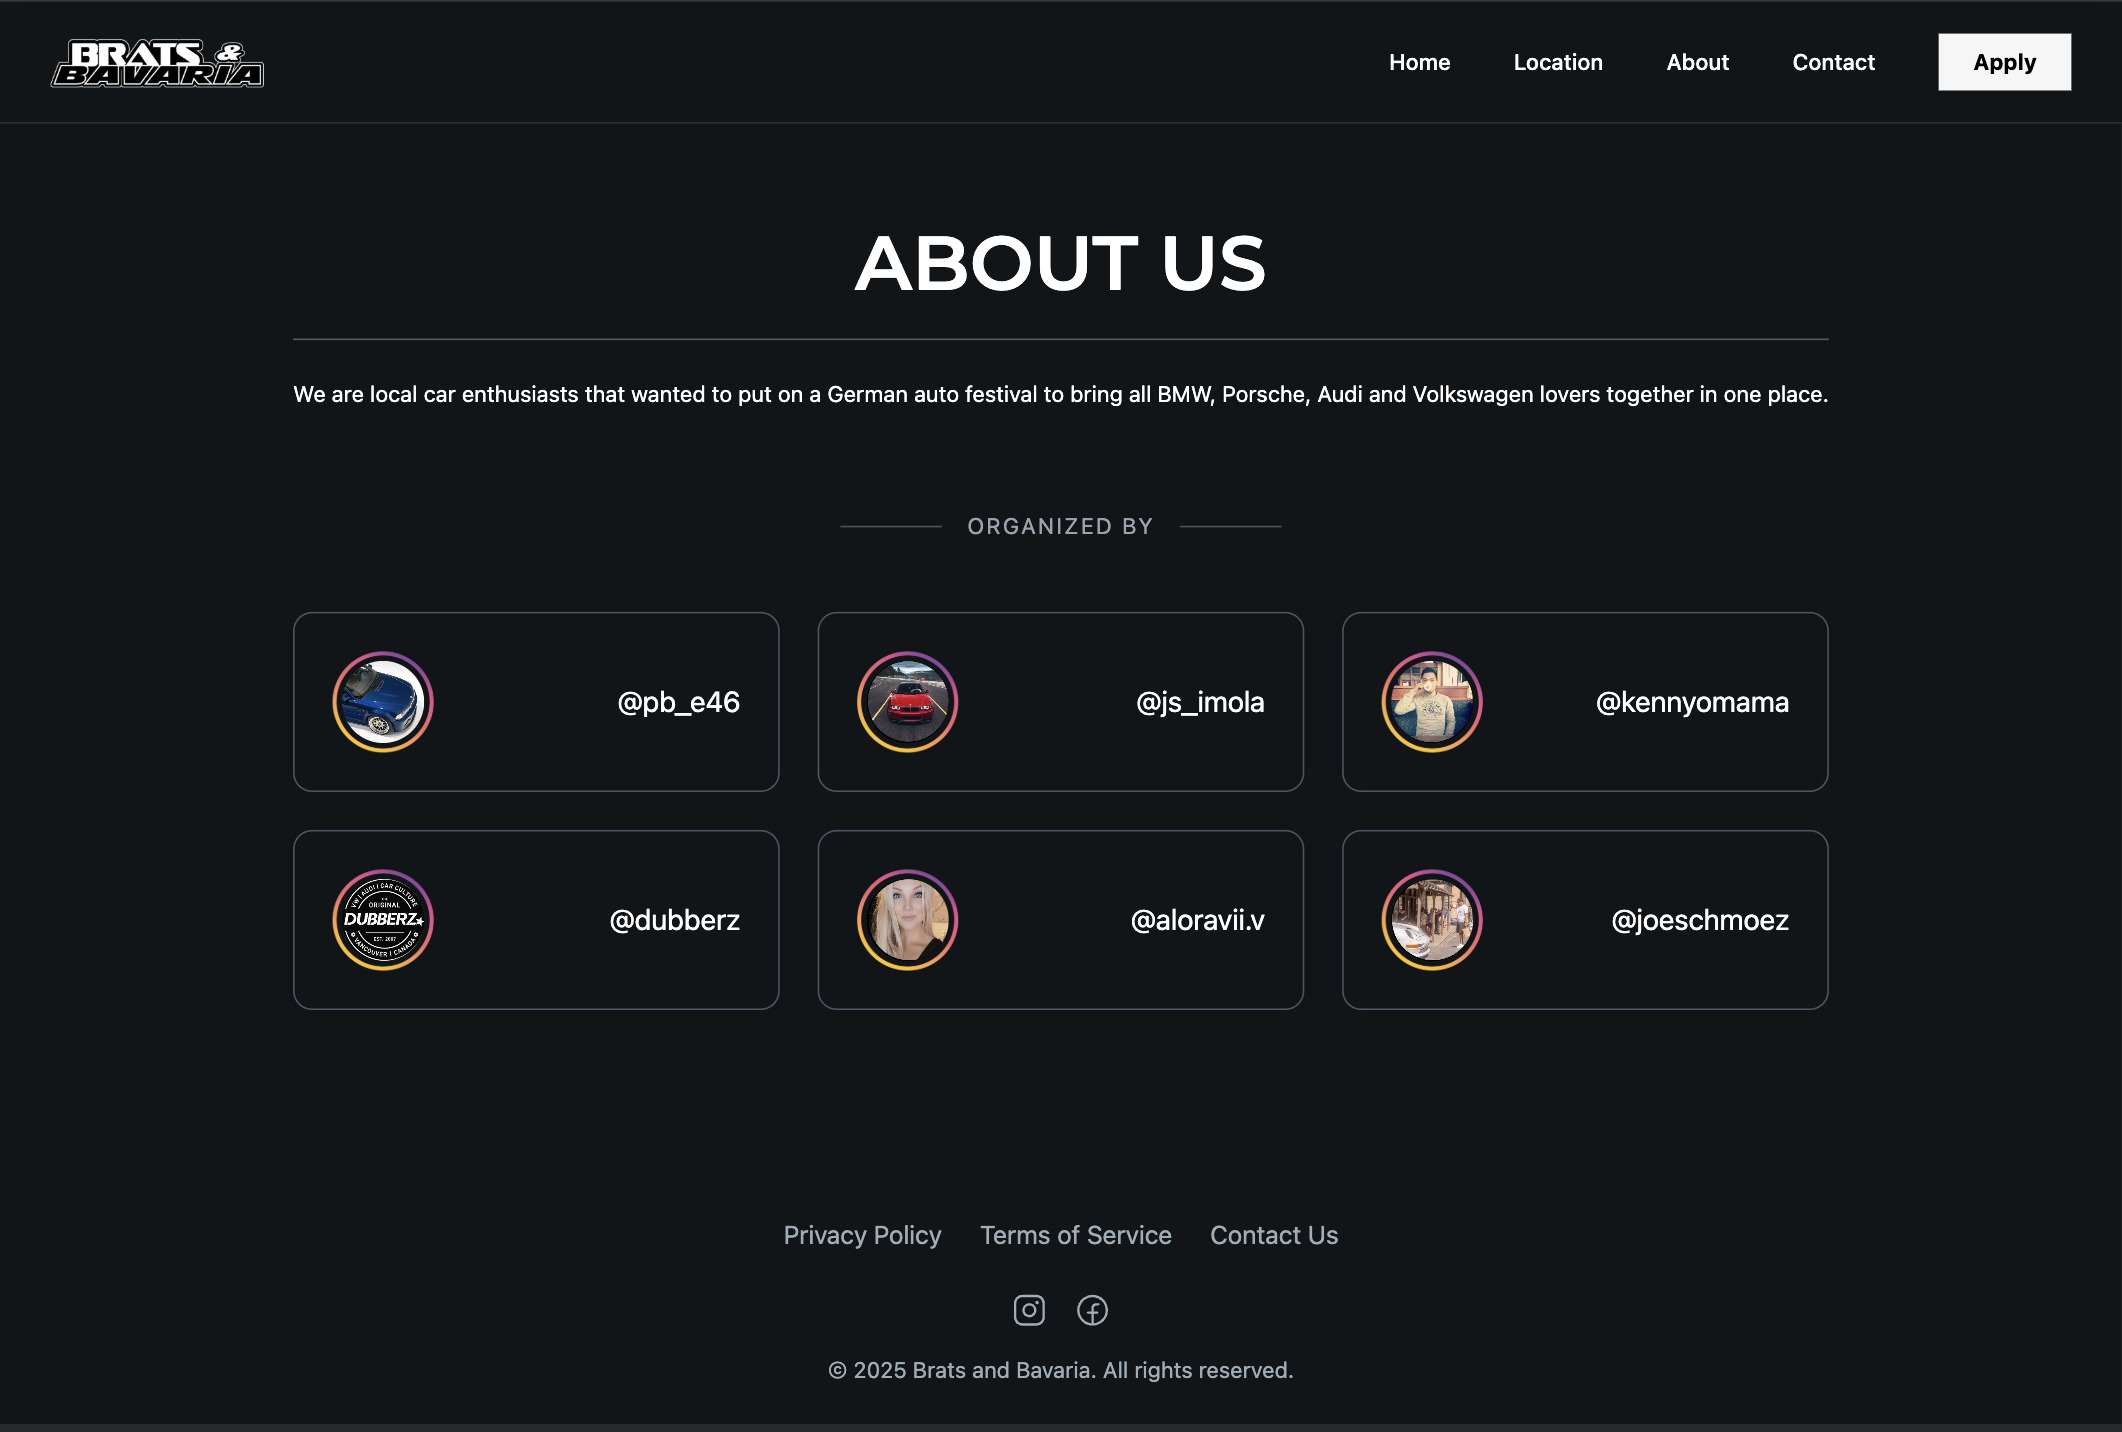 BRATS &
BAVARIA
Home
Location
About
Contact
Apply
ABOUT US
We are local car enthusiasts that wanted to put on a German auto festival to bring all BMW, Porsche, Audi and Volkswagen lovers together in one place.
ORGANIZED BY
@pb_e46
@js_imola
@kennyomama
VW | AUDI | CAR CULTURE
THE
ORIGINAL
DUBBERZ
EST. 2007
VANCOUVER | CANADA
@dubberz
@aloravii.v
@joeschmoez
Privacy Policy
Terms of Service
Contact Us
© 2025 Brats and Bavaria. All rights reserved.